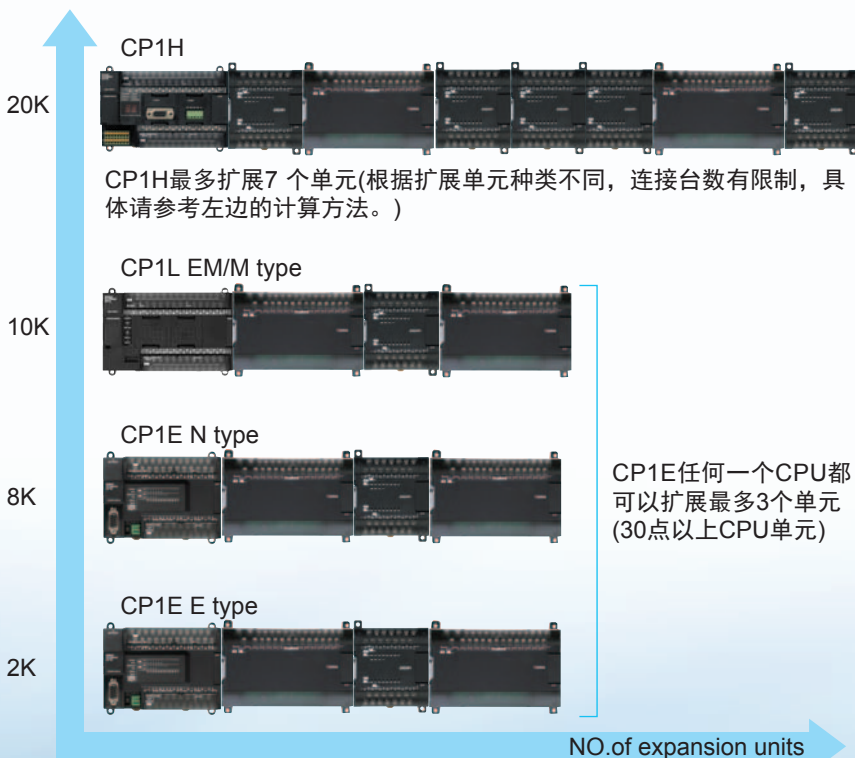 CP1H
20K
CP1H最多扩展7 个单元(根据扩展单元种类不同，连接台数有限制，具
体请参考左边的计算方法。)
CP1L EM/M type
10K
CP1E N type
8K
CP1E任何一个CPU都
可以扩展最多3个单元
(30点以上CPU单元)
CP1E E type
2K
NO.of expansion units